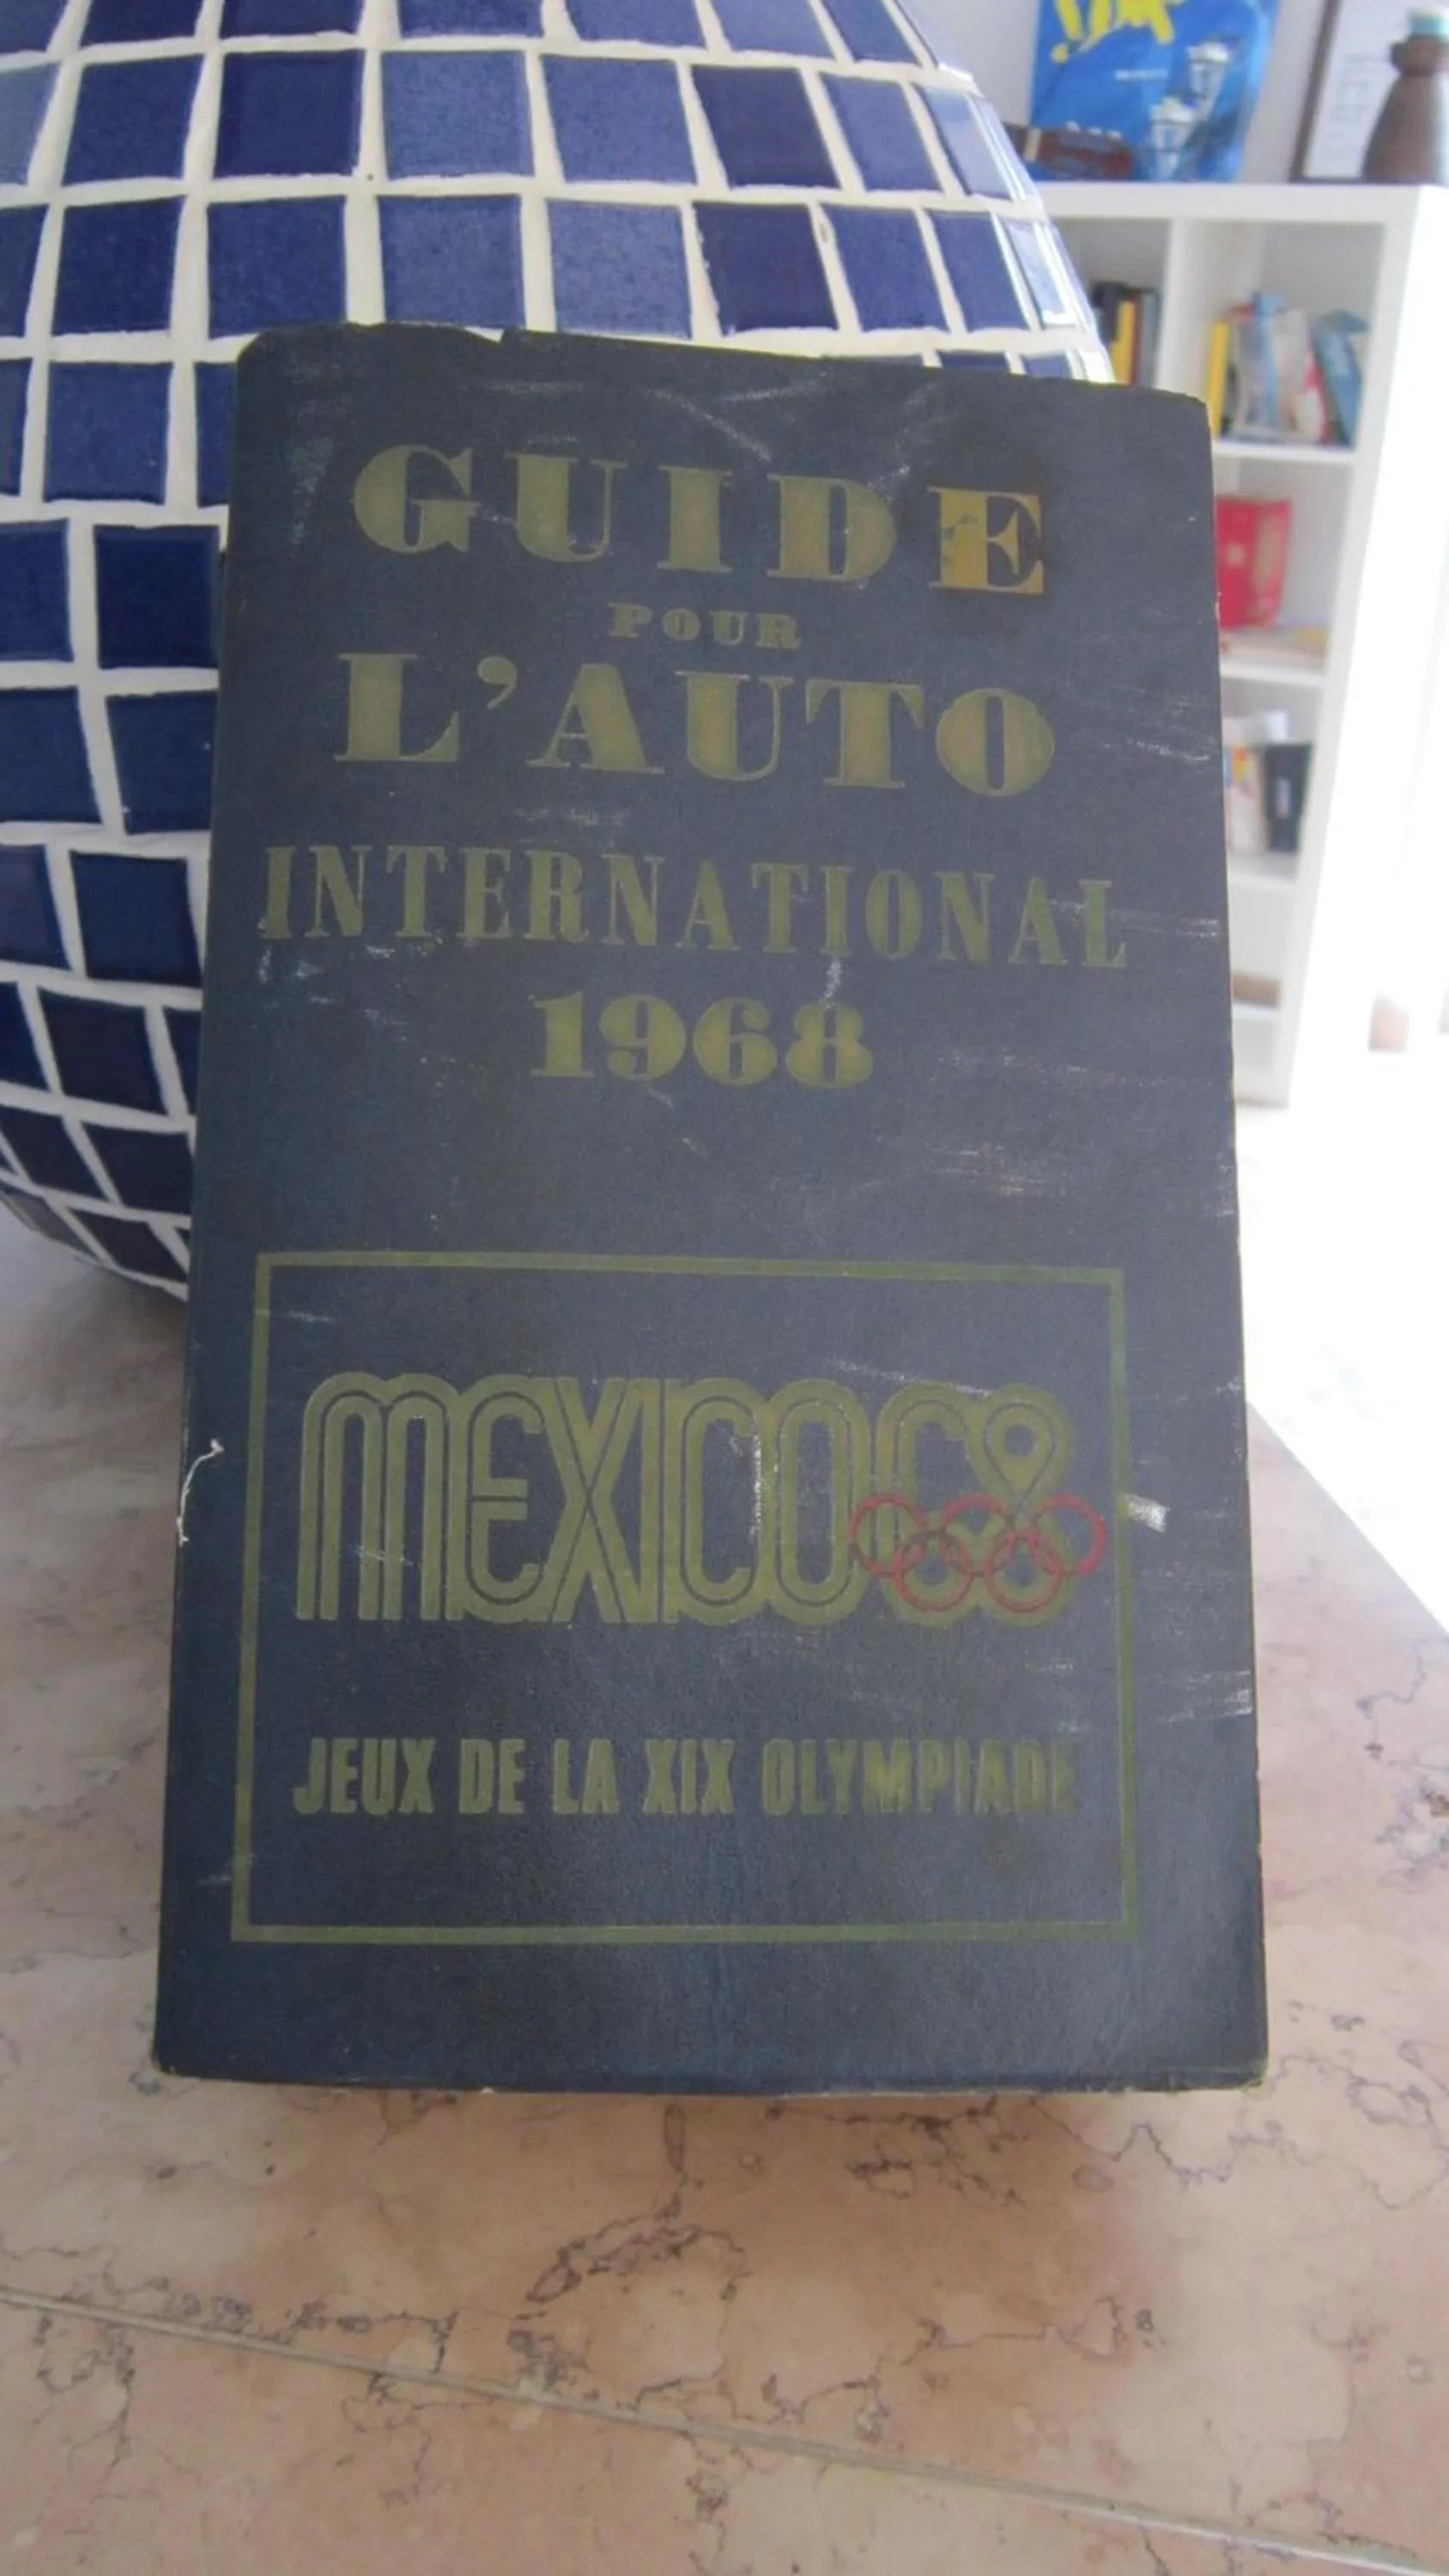 GUIDE
POUR
L'AUTO
INTERNATIONAL
1968
MEXICO68
JEUX DE LA XIX OLYMPIADE